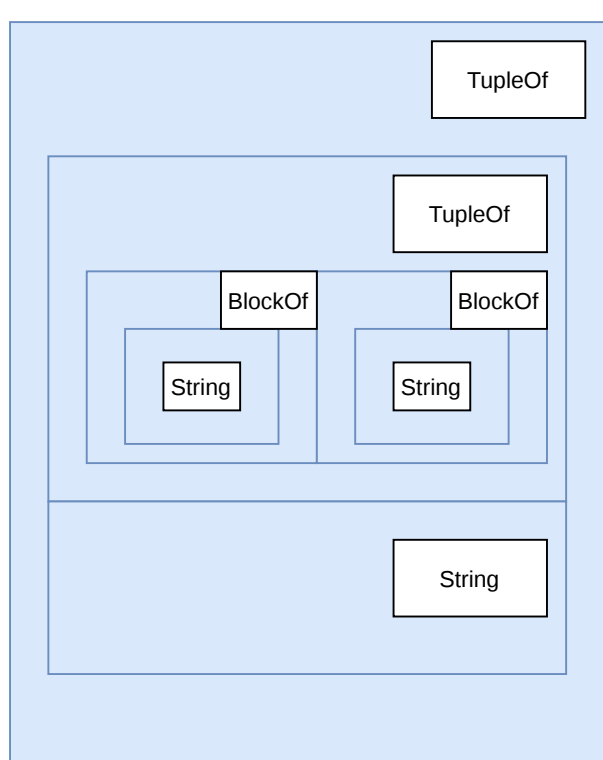 TupleOf
TupleOf
BlockOf
BlockOf
String
String
String